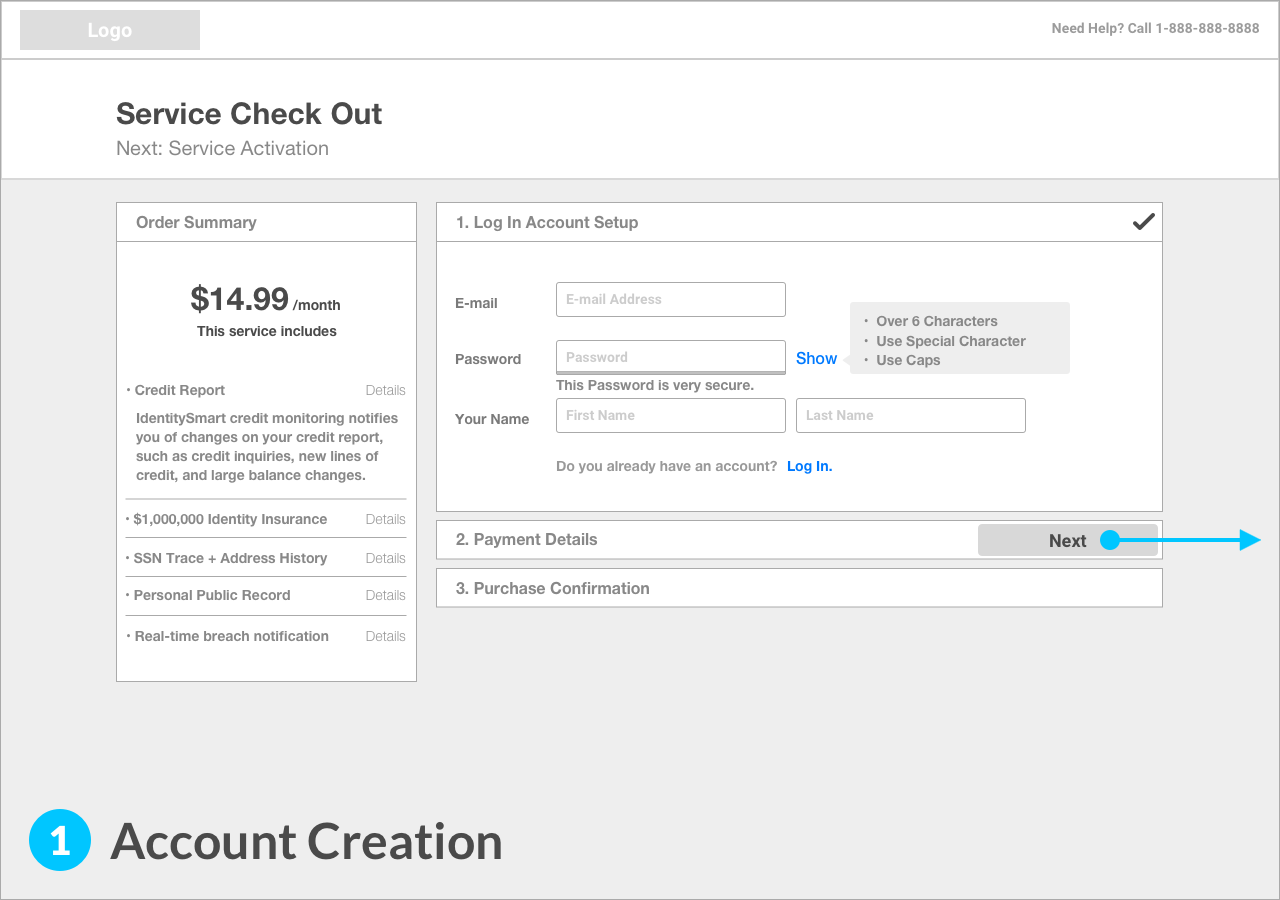 Logo
Need Help? Call 1-888-888-8888
Service Check Out
Next: Service Activation
Order Summary
$14.99 /month
This service includes
• Credit Report Details
IdentitySmart credit monitoring notifies
you of changes on your credit report,
such as credit inquiries, new lines of
credit, and large balance changes.
• $1,000,000 Identity Insurance Details
• SSN Trace + Address History Details
• Personal Public Record Details
• Real-time breach notification Details
1. Log In Account Setup
E-mail E-mail Address
Password Password Show
• Over 6 Characters
• Use Special Character
• Use Caps
This Password is very secure.
Your Name First Name Last Name
Do you already have an account? Log In.
2. Payment Details Next
3. Purchase Confirmation
1 Account Creation